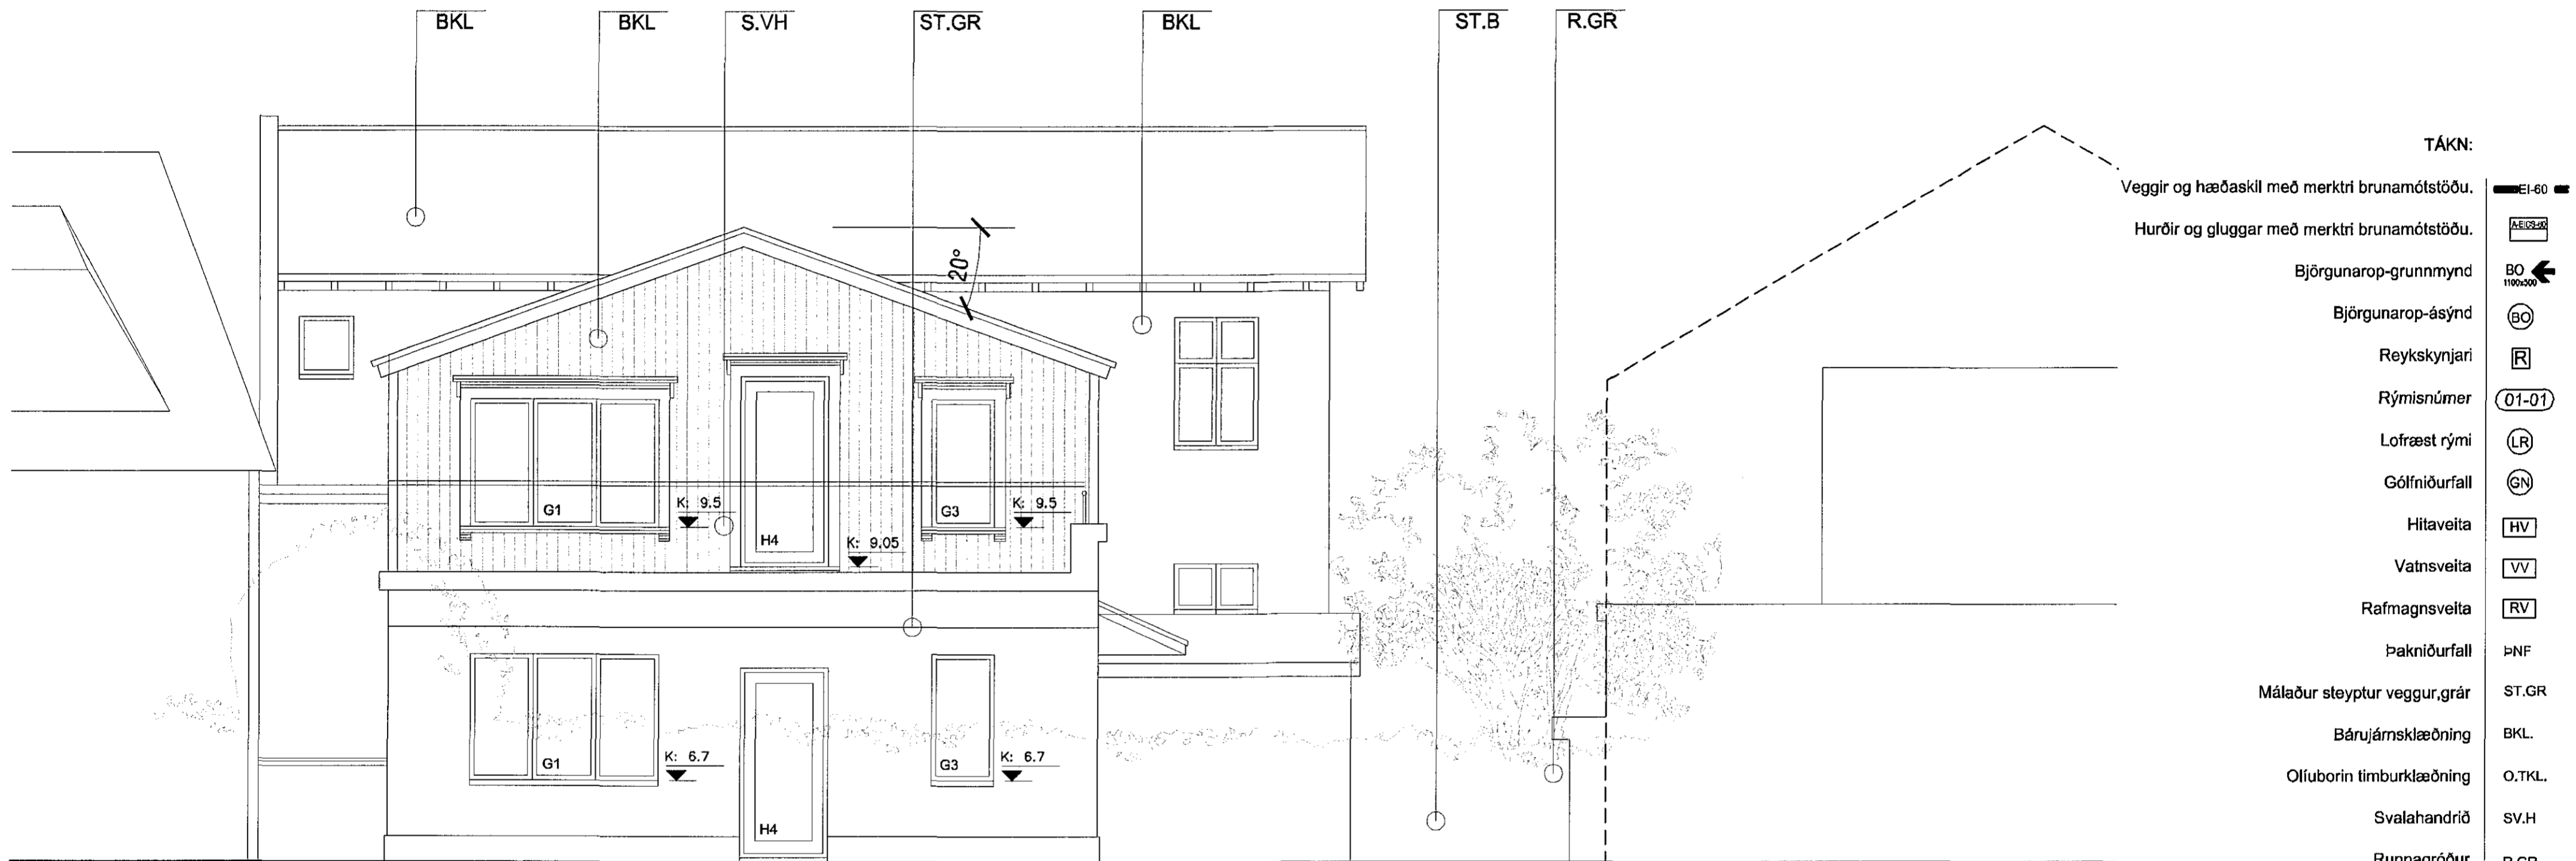 BKL BKL S.VH ST.GR BKL ST.B R.GR
20°
G1
K: 9.5
H4
K: 9.05
G3
K: 9.5
G1
K: 6.7
H4
G3
K: 6.7
TÁKN:
Veggir og hæðaskil með merktri brunamótstöðu. EI-60
Hurðir og gluggar með merktri brunamótstöðu.
Björgunarop-grunnmynd BO
1100x500
Björgunarop-ásýnd BO
Reykskynjari R
Rýmisnúmer 01-01
Lofræst rými LR
Gólfniðurfall GN
Hitaveita HV
Vatnsveita VV
Rafmagnsveita RV
Þakniðurfall ÞNF
Málaður steyptur veggur,grár ST.GR
Bárujárnsklæðning BKL.
Olíuborin timburklæðning O.TKL.
Svalahandrið SV.H
Runnagróður R.GR